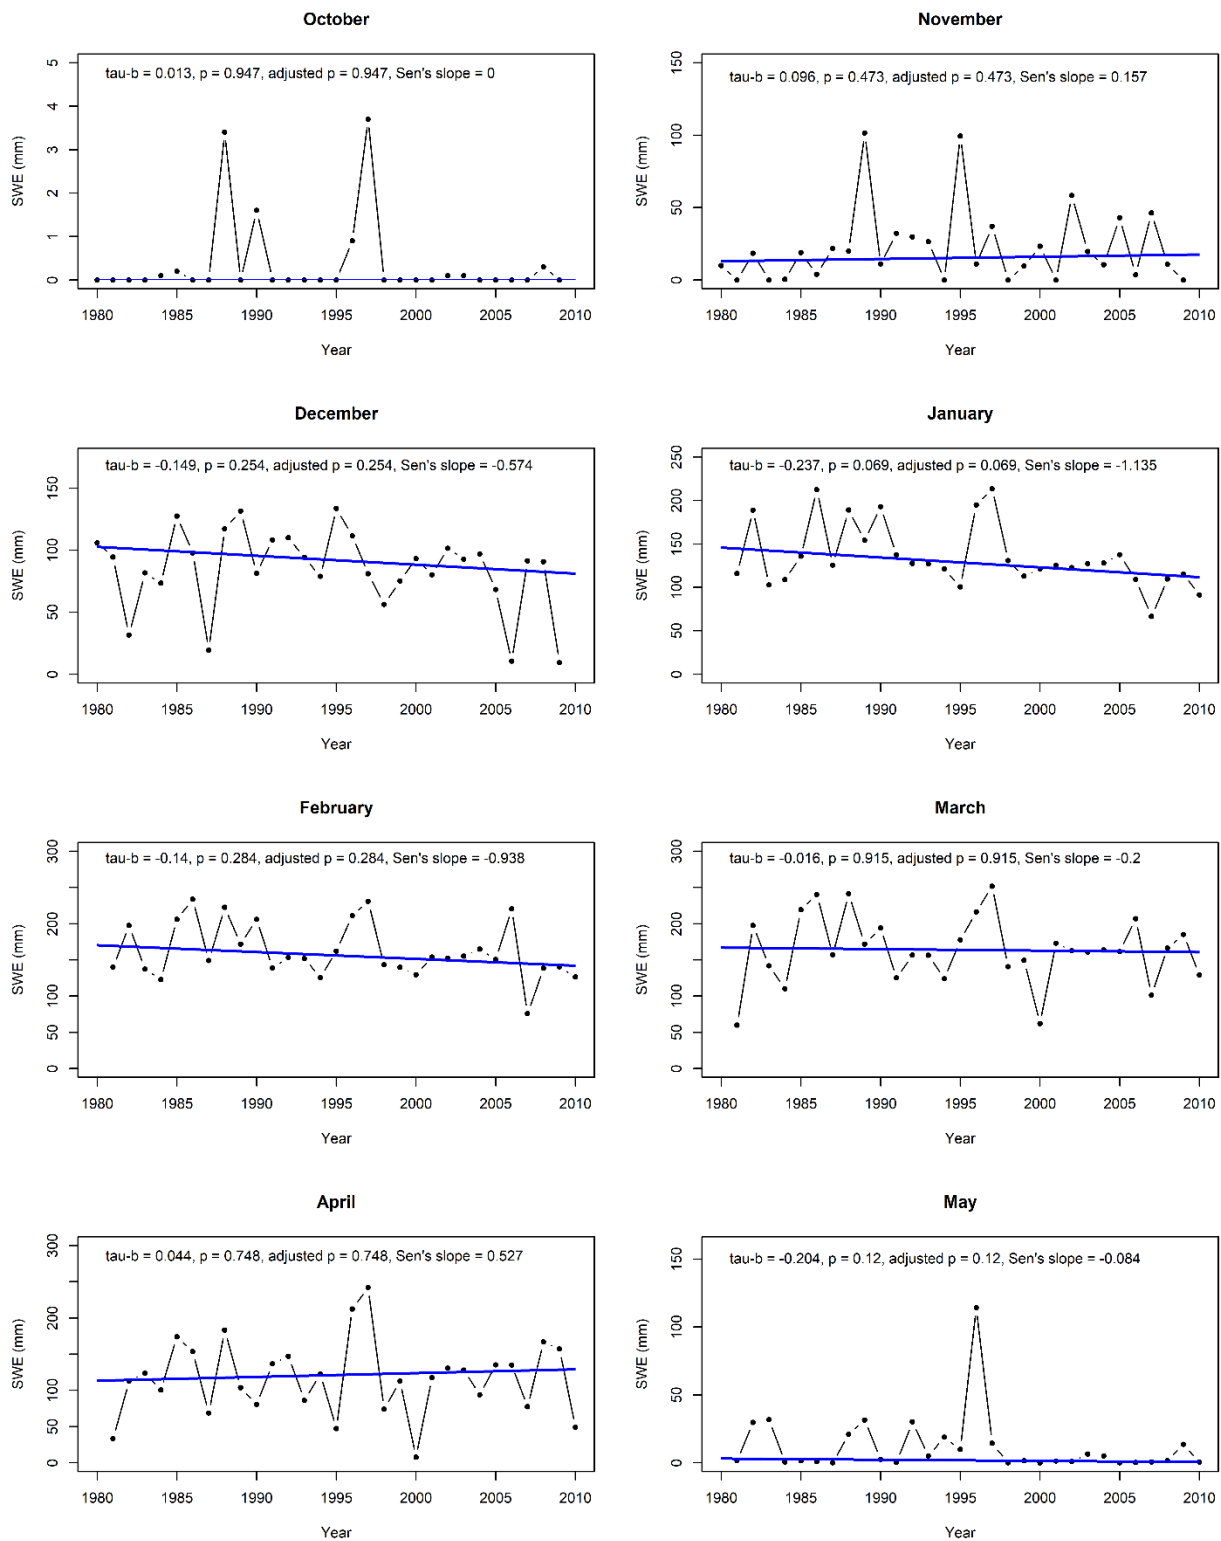 October
tau-b = 0.013, p = 0.947, adjusted p = 0.947, Sen's slope = 0
SWE (mm)
5
4
3
2
1
0
1980 1985 1990 1995 2000 2005 2010
Year
November
tau-b = 0.096, p = 0.473, adjusted p = 0.473, Sen's slope = 0.157
SWE (mm)
150
100
50
0
1980 1985 1990 1995 2000 2005 2010
Year
December
tau-b = -0.149, p = 0.254, adjusted p = 0.254, Sen's slope = -0.574
SWE (mm)
150
100
50
0
1980 1985 1990 1995 2000 2005 2010
Year
January
tau-b = -0.237, p = 0.069, adjusted p = 0.069, Sen's slope = -1.135
SWE (mm)
250
200
150
100
50
0
1980 1985 1990 1995 2000 2005 2010
Year
February
tau-b = -0.14, p = 0.284, adjusted p = 0.284, Sen's slope = -0.938
SWE (mm)
300
200
100
50
0
1980 1985 1990 1995 2000 2005 2010
Year
March
tau-b = -0.016, p = 0.915, adjusted p = 0.915, Sen's slope = -0.2
SWE (mm)
300
200
100
50
0
1980 1985 1990 1995 2000 2005 2010
Year
April
tau-b = 0.044, p = 0.748, adjusted p = 0.748, Sen's slope = 0.527
SWE (mm)
300
200
100
50
0
1980 1985 1990 1995 2000 2005 2010
Year
May
tau-b = -0.204, p = 0.12, adjusted p = 0.12, Sen's slope = -0.084
SWE (mm)
150
100
50
0
1980 1985 1990 1995 2000 2005 2010
Year